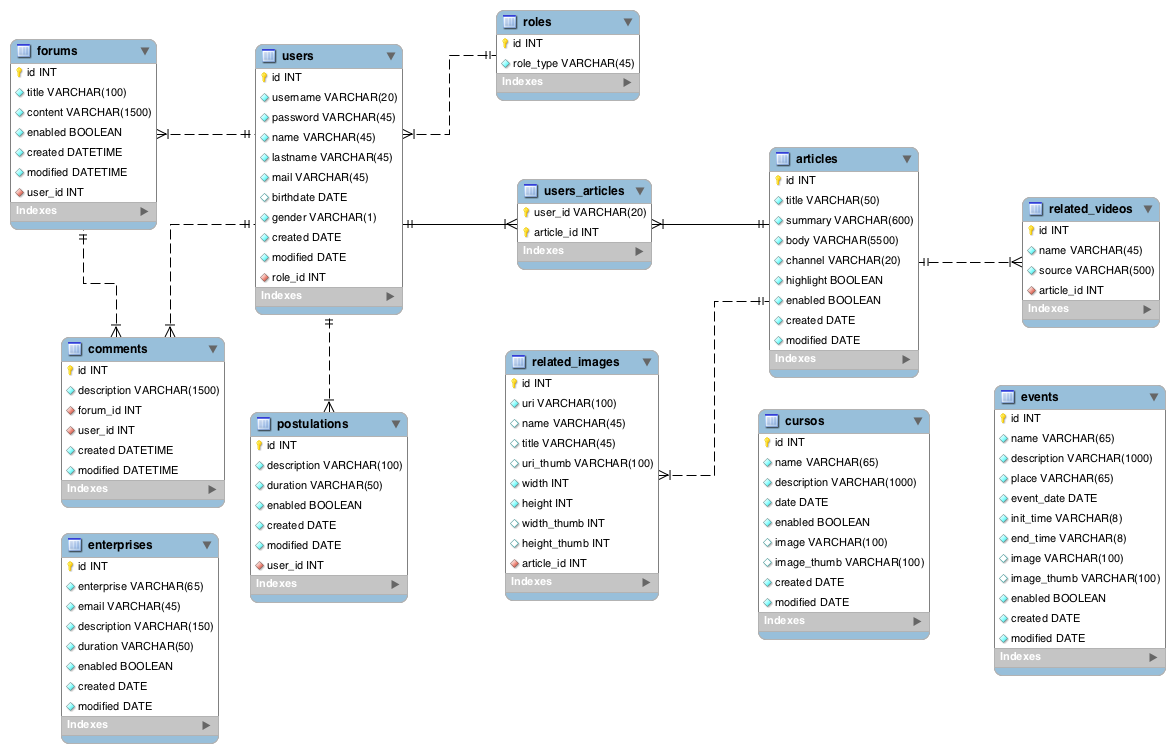 forums
id INT
title VARCHAR(100)
content VARCHAR(1500)
enabled BOOLEAN
created DATETIME
modified DATETIME
user_id INT
Indexes
users
id INT
username VARCHAR(20)
password VARCHAR(45)
name VARCHAR(45)
lastname VARCHAR(45)
mail VARCHAR(45)
birthdate DATE
gender VARCHAR(1)
created DATE
modified DATE
role_id INT
Indexes
roles
id INT
role_type VARCHAR(45)
Indexes
users_articles
user_id VARCHAR(20)
article_id INT
Indexes
articles
id INT
title VARCHAR(50)
summary VARCHAR(600)
body VARCHAR(5500)
channel VARCHAR(20)
highlight BOOLEAN
enabled BOOLEAN
created DATE
modified DATE
Indexes
related_videos
id INT
name VARCHAR(45)
source VARCHAR(500)
article_id INT
Indexes
comments
id INT
description VARCHAR(1500)
forum_id INT
user_id INT
created DATETIME
modified DATETIME
Indexes
postulations
id INT
description VARCHAR(100)
duration VARCHAR(50)
enabled BOOLEAN
created DATE
modified DATE
user_id INT
Indexes
related_images
id INT
uri VARCHAR(100)
name VARCHAR(45)
title VARCHAR(45)
uri_thumb VARCHAR(100)
width INT
height INT
width_thumb INT
height_thumb INT
article_id INT
Indexes
cursos
id INT
name VARCHAR(65)
description VARCHAR(1000)
date DATE
enabled BOOLEAN
image VARCHAR(100)
image_thumb VARCHAR(100)
created DATE
modified DATE
Indexes
events
id INT
name VARCHAR(65)
description VARCHAR(1000)
place VARCHAR(65)
event_date DATE
init_time VARCHAR(8)
end_time VARCHAR(8)
image VARCHAR(100)
image_thumb VARCHAR(100)
enabled BOOLEAN
created DATE
modified DATE
Indexes
enterprises
id INT
enterprise VARCHAR(65)
email VARCHAR(45)
description VARCHAR(150)
duration VARCHAR(50)
enabled BOOLEAN
created DATE
modified DATE
Indexes